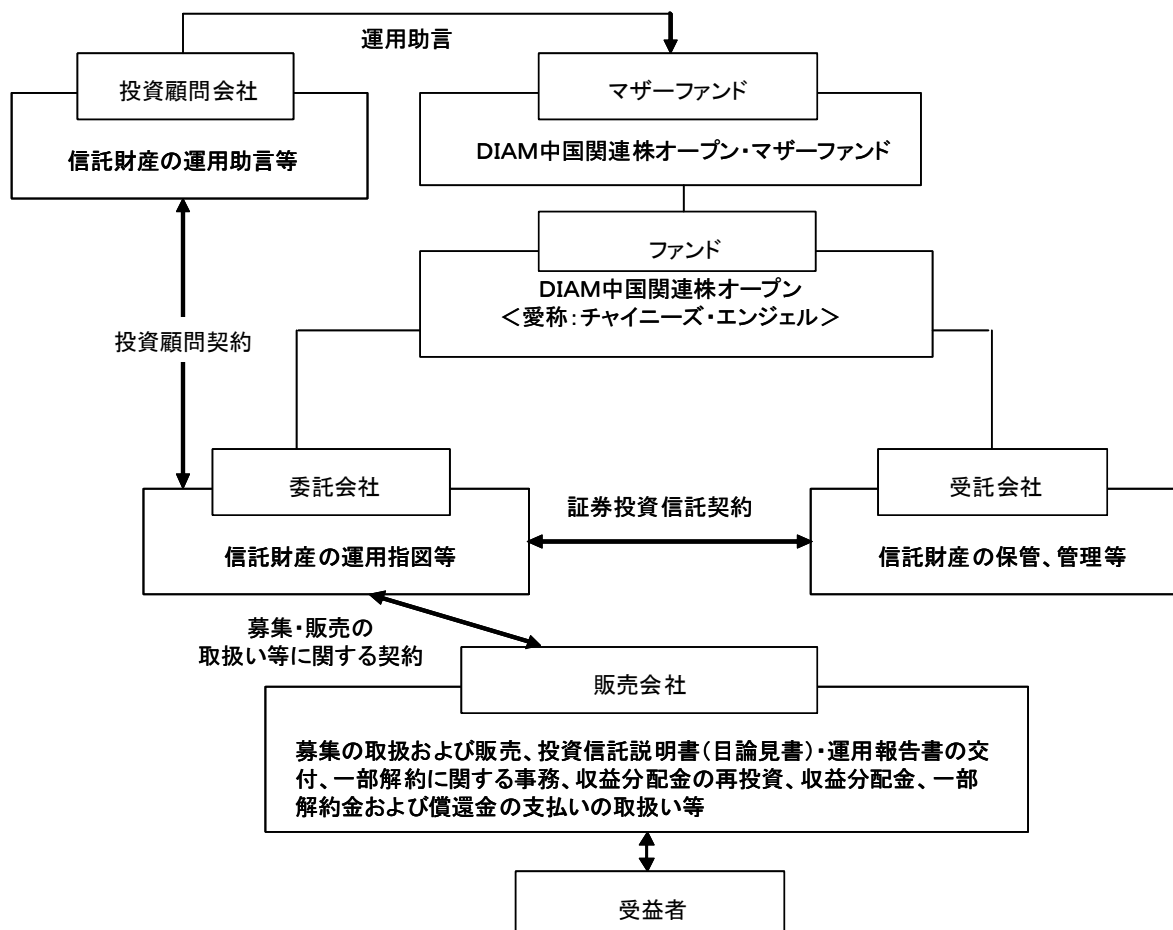 運用助言
投資顧問会社
信託財産の運用助言等
マザーファンド
DIAM中国関連株オープン・マザーファンド
ファンド
DIAM中国関連株オープン
＜愛称：チャイニーズ・エンジェル＞
投資顧問契約
委託会社
信託財産の運用指図等
証券投資信託契約
受託会社
信託財産の保管、管理等
募集・販売の
取扱い等に関する契約
販売会社
募集の取扱および販売、投資信託説明書（目論見書）・運用報告書の交
付、一部解約に関する事務、収益分配金の再投資、収益分配金、一部
解約金および償還金の支払いの取扱い等
受益者